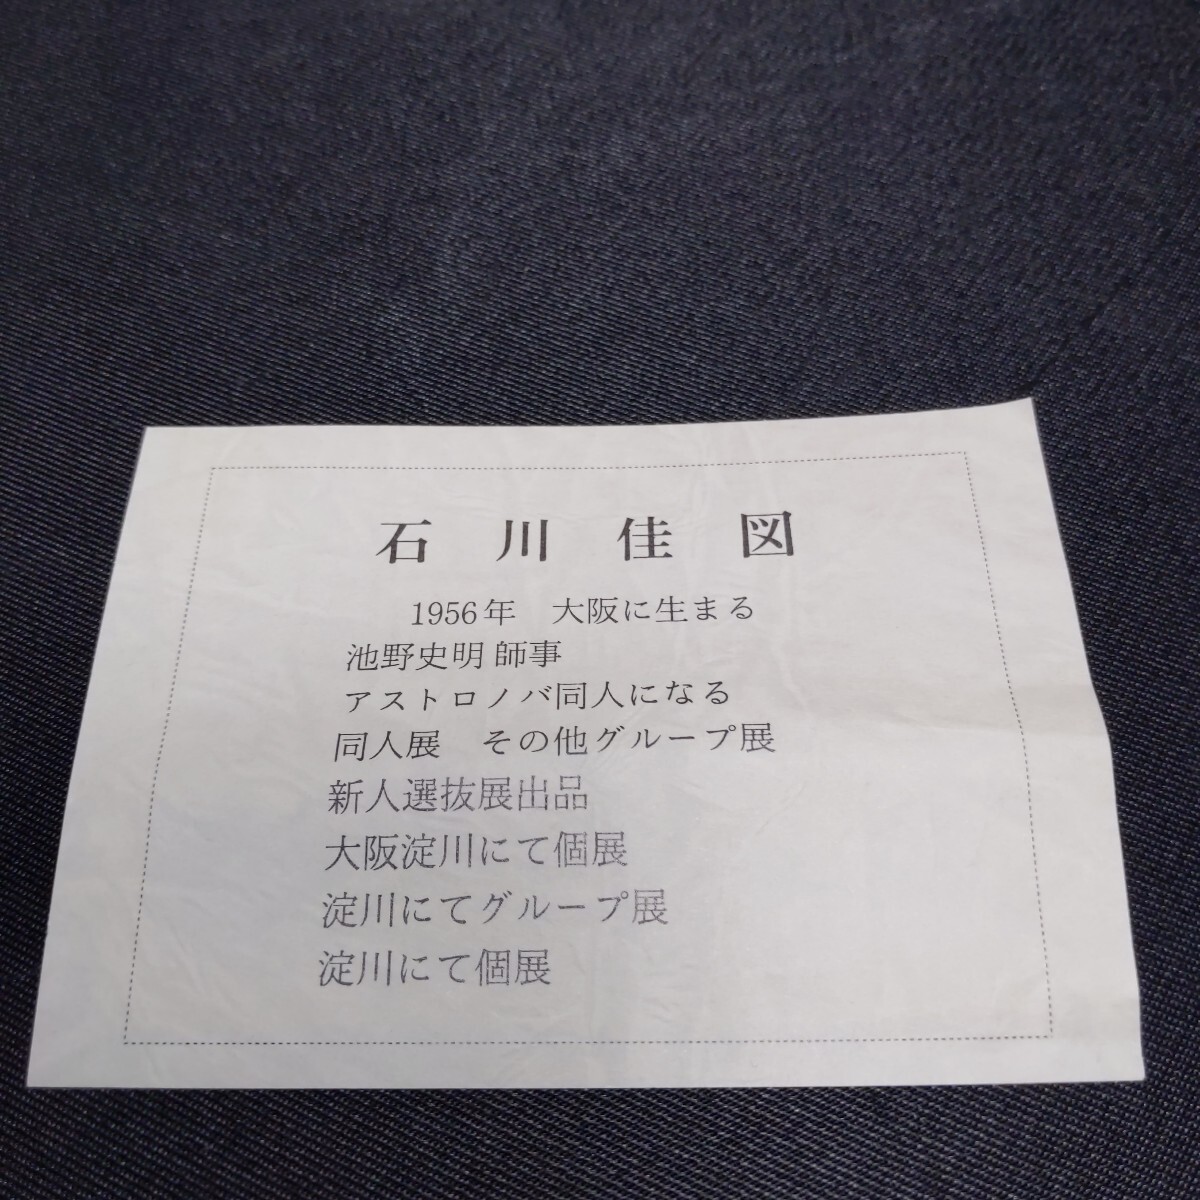 石川佳図
1956年　大阪に生まる
池野史明 師事
アストロノバ同人になる
同人展　その他グループ展
新人選抜展出品
大阪淀川にて個展
淀川にてグループ展
淀川にて個展